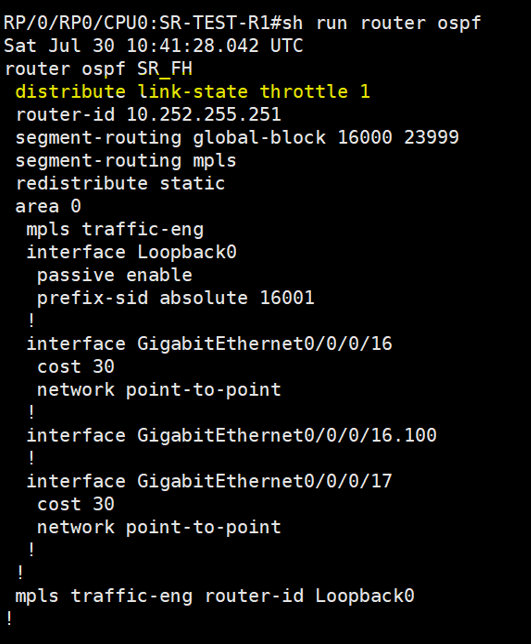 RP/0/RP0/CPU0:SR-TEST-R1#sh run router ospf
Sat Jul 30 10:41:28.042 UTC
router ospf SR_FH
 distribute link-state throttle 1
 router-id 10.252.255.251
 segment-routing global-block 16000 23999
 segment-routing mpls
 redistribute static
 area 0
  mpls traffic-eng
  interface Loopback0
   passive enable
   prefix-sid absolute 16001
  !
  interface GigabitEthernet0/0/0/16
   cost 30
   network point-to-point
  !
  interface GigabitEthernet0/0/0/16.100
  !
  interface GigabitEthernet0/0/0/17
   cost 30
   network point-to-point
  !
 !
 mpls traffic-eng router-id Loopback0
!